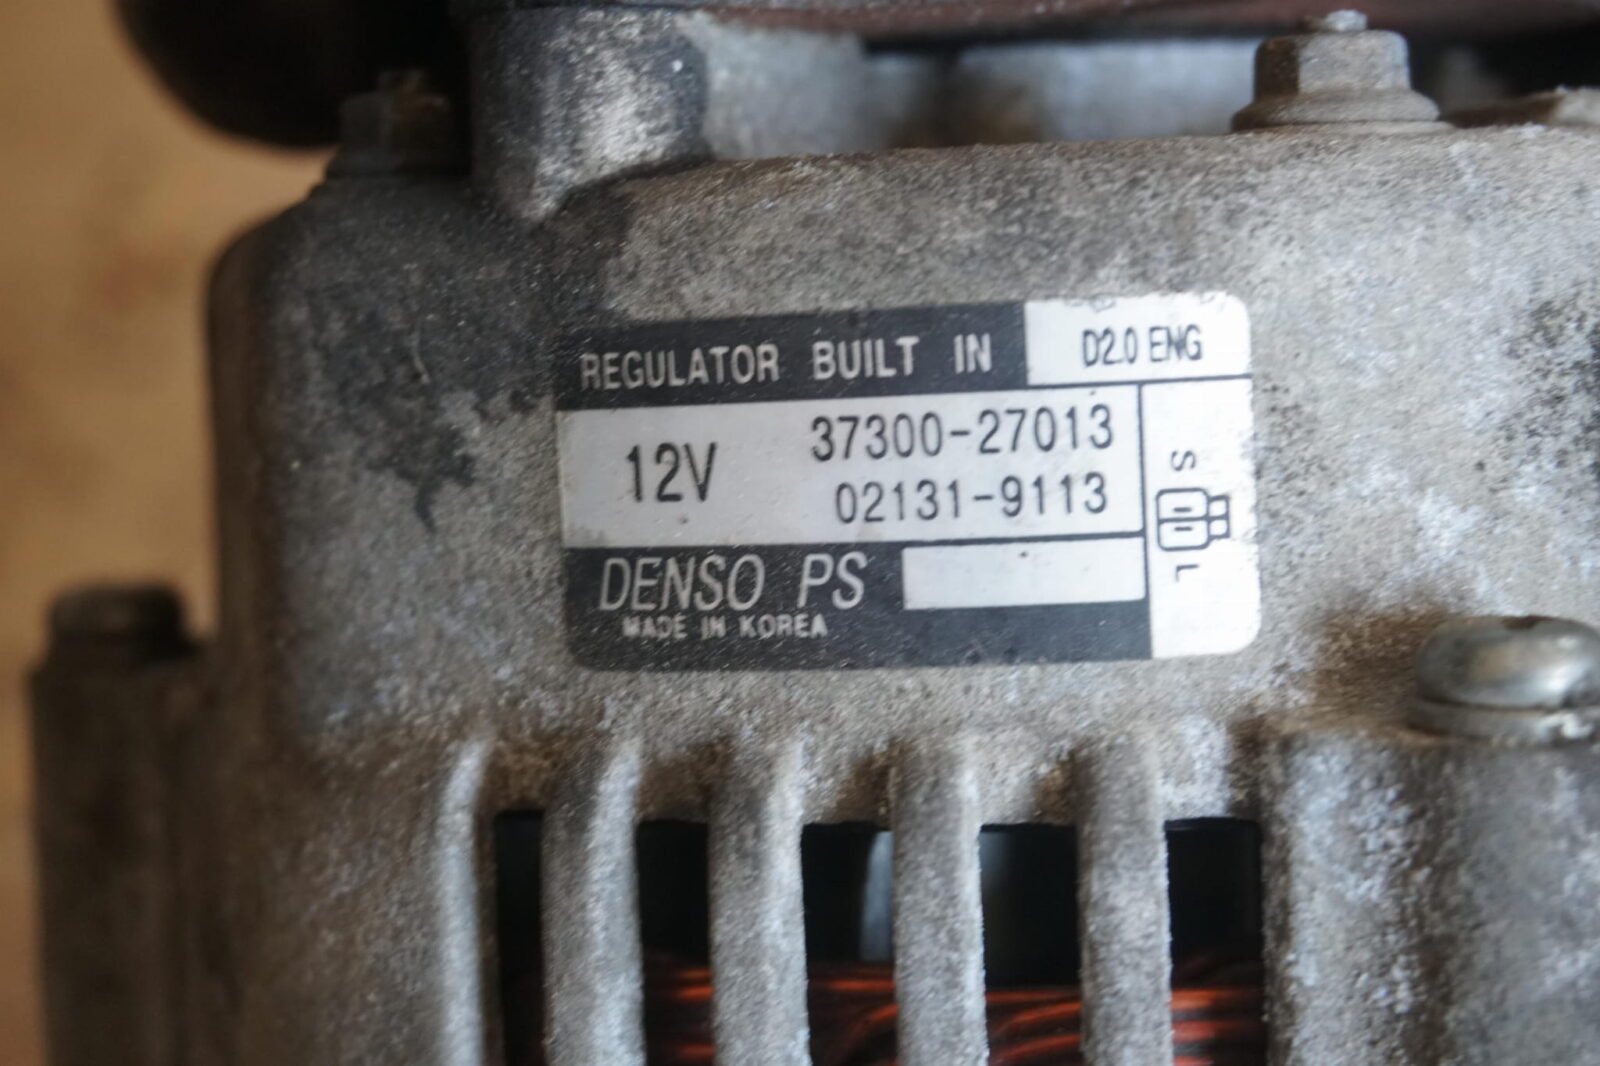 REGULATOR BUILT IN D2.0 ENG
12V 37300-27013
02131-9113
S
L
DENSO PS
MADE IN KOREA